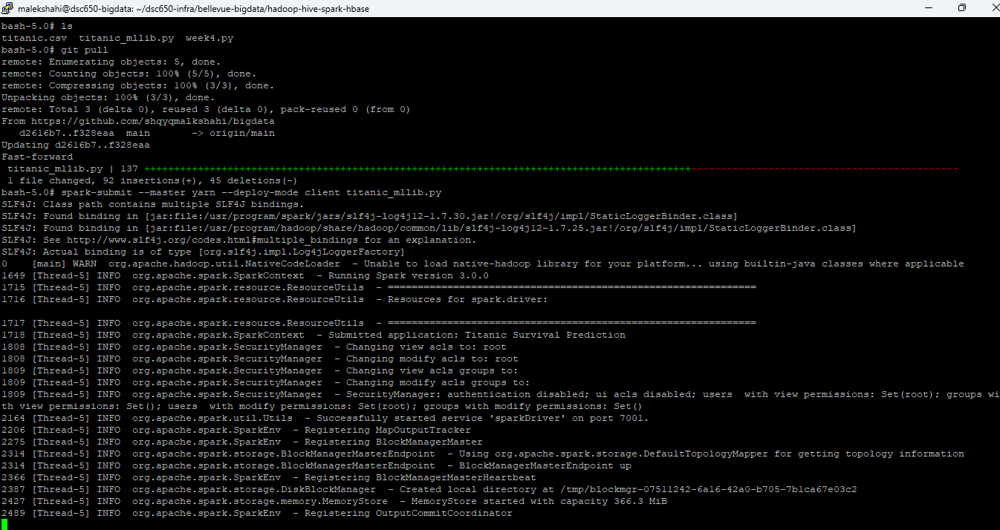 malekshahi@dsc650-bigdata: ~/dsc650-infra/bellevue-bigdata/hadoop-hive-spark-hbase
bash-5.0# ls
titanic.csv  titanic_mllib.py  week4.py
bash-5.0# git pull
remote: Enumerating objects: 5, done.
remote: Counting objects: 100% (5/5), done.
remote: Compressing objects: 100% (3/3), done.
Unpacking objects: 100% (3/3), done.
remote: Total 3 (delta 0), reused 3 (delta 0), pack-reused 0 (from 0)
From https://github.com/shqyqmalkshahi/bigdata
   d2616b7..f328eaa  main       -> origin/main
Updating d2616b7..f328eaa
Fast-forward
 titanic_mllib.py | 137 ++++++++++++++++++++++++++++++++++++++++++++++++++++++++++++++++++++++++++++++++++++++++++++---------------------------------------------
 1 file changed, 92 insertions(+), 45 deletions(-)
bash-5.0# spark-submit --master yarn --deploy-mode client titanic_mllib.py
SLF4J: Class path contains multiple SLF4J bindings.
SLF4J: Found binding in [jar:file:/usr/program/spark/jars/slf4j-log4j12-1.7.30.jar!/org/slf4j/impl/StaticLoggerBinder.class]
SLF4J: Found binding in [jar:file:/usr/program/hadoop/share/hadoop/common/lib/slf4j-log4j12-1.7.25.jar!/org/slf4j/impl/StaticLoggerBinder.class]
SLF4J: See http://www.slf4j.org/codes.html#multiple_bindings for an explanation.
SLF4J: Actual binding is of type [org.slf4j.impl.Log4jLoggerFactory]
0    [main] WARN  org.apache.hadoop.util.NativeCodeLoader  - Unable to load native-hadoop library for your platform... using builtin-java classes where applicable
1649 [Thread-5] INFO  org.apache.spark.SparkContext  - Running Spark version 3.0.0
1715 [Thread-5] INFO  org.apache.spark.resource.ResourceUtils  - ==============================================================
1716 [Thread-5] INFO  org.apache.spark.resource.ResourceUtils  - Resources for spark.driver:
1717 [Thread-5] INFO  org.apache.spark.resource.ResourceUtils  - ==============================================================
1718 [Thread-5] INFO  org.apache.spark.SparkContext  - Submitted application: Titanic Survival Prediction
1808 [Thread-5] INFO  org.apache.spark.SecurityManager  - Changing view acls to: root
1808 [Thread-5] INFO  org.apache.spark.SecurityManager  - Changing modify acls to: root
1809 [Thread-5] INFO  org.apache.spark.SecurityManager  - Changing view acls groups to:
1809 [Thread-5] INFO  org.apache.spark.SecurityManager  - Changing modify acls groups to:
1809 [Thread-5] INFO  org.apache.spark.SecurityManager  - SecurityManager: authentication disabled; ui acls disabled; users  with view permissions: Set(root); groups wi
th view permissions: Set(); users  with modify permissions: Set(root); groups with modify permissions: Set()
2164 [Thread-5] INFO  org.apache.spark.util.Utils  - Successfully started service 'sparkDriver' on port 7001.
2206 [Thread-5] INFO  org.apache.spark.SparkEnv  - Registering MapOutputTracker
2275 [Thread-5] INFO  org.apache.spark.SparkEnv  - Registering BlockManagerMaster
2314 [Thread-5] INFO  org.apache.spark.storage.BlockManagerMasterEndpoint  - Using org.apache.spark.storage.DefaultTopologyMapper for getting topology information
2314 [Thread-5] INFO  org.apache.spark.storage.BlockManagerMasterEndpoint  - BlockManagerMasterEndpoint up
2366 [Thread-5] INFO  org.apache.spark.SparkEnv  - Registering BlockManagerMasterHeartbeat
2387 [Thread-5] INFO  org.apache.spark.storage.DiskBlockManager  - Created local directory at /tmp/blockmgr-07511242-6a16-42a0-b705-7b1ca67e03c2
2427 [Thread-5] INFO  org.apache.spark.storage.memory.MemoryStore  - MemoryStore started with capacity 366.3 MiB
2489 [Thread-5] INFO  org.apache.spark.SparkEnv  - Registering OutputCommitCoordinator